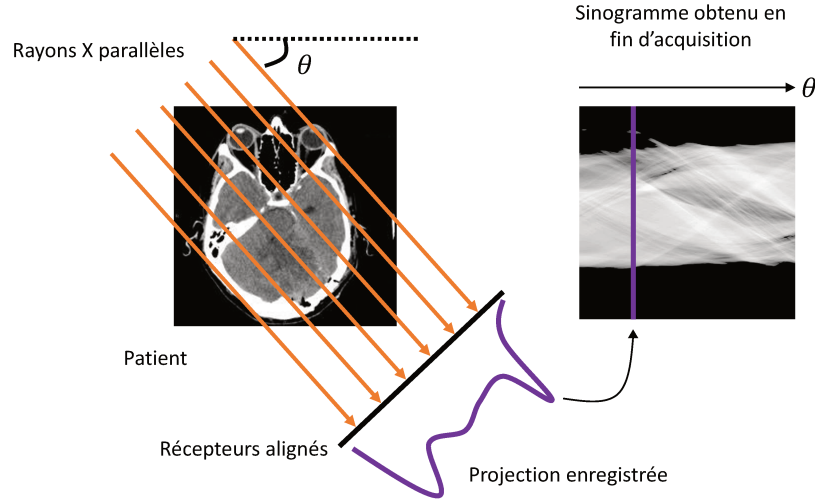 Sinogramme obtenu en
fin d'acquisition
Rayons X parallèles
θ
θ
Patient
Récepteurs alignés
Projection enregistrée